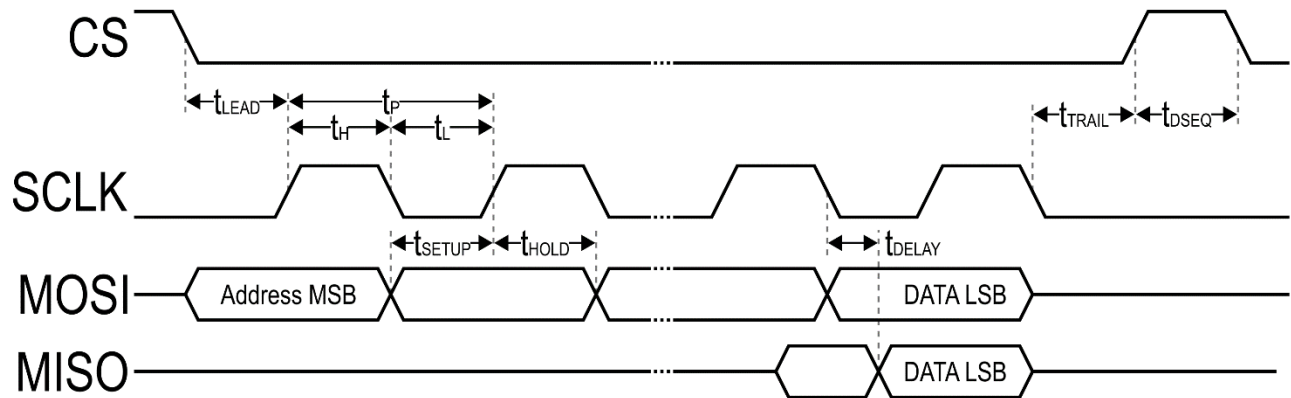 CS
tLEAD tP
tH tL
tTRAIL tDSEQ
SCLK
tSETUP tHOLD tDELAY
MOSI Address MSB DATA LSB
MISO DATA LSB